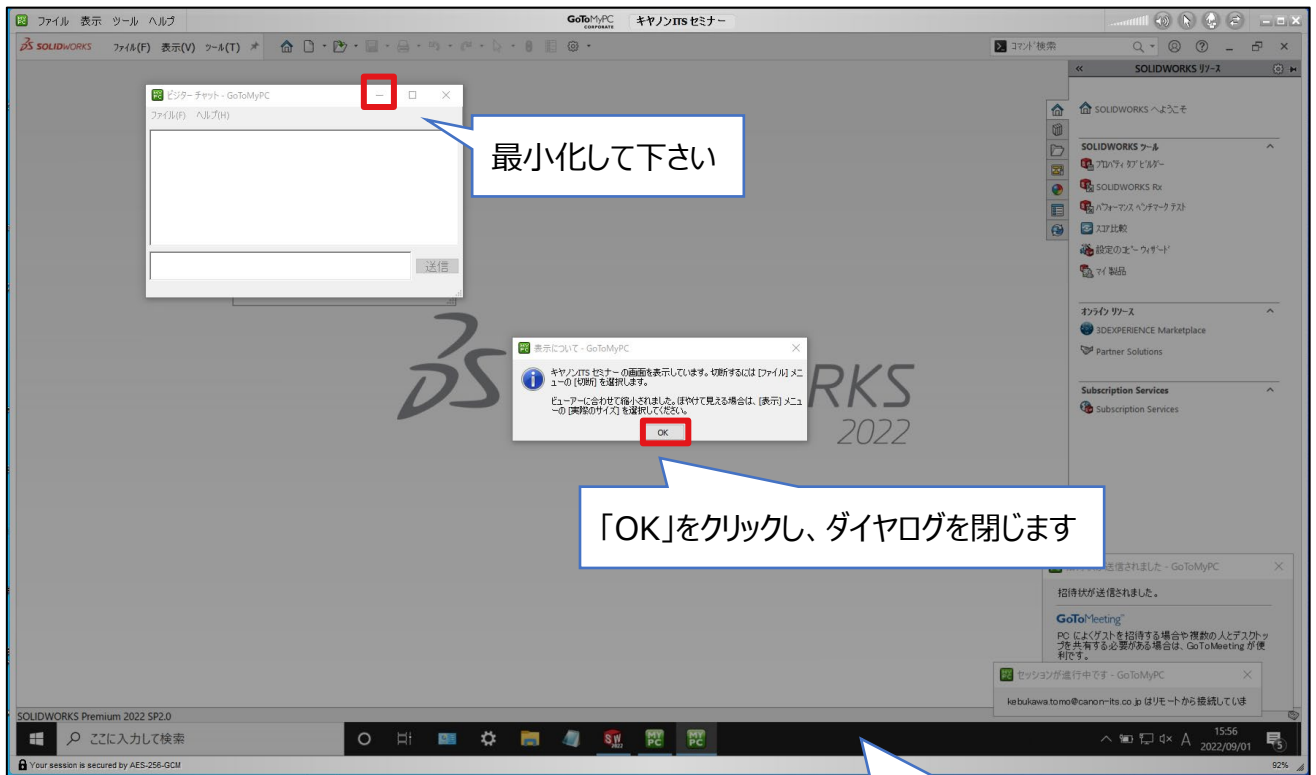 ファイル 表示 ツール ヘルプ
GoToMyPC
CORPORATE
キヤノンITS セミナー
SOLIDWORKS
ファイル(F) 表示(V) ツール(T)
コマンド検索
SOLIDWORKS リソース
ビジター チャット - GoToMyPC
ファイル(F) ヘルプ(H)
最小化して下さい
送信
SOLIDWORKS へようこそ
SOLIDWORKS ツール
プロパティ タブ ビルダー
SOLIDWORKS Rx
パフォーマンス ベンチマーク テスト
スコア比較
設定のコピー ウィザード
マイ製品
オンライン リソース
3DEXPERIENCE Marketplace
Partner Solutions
Subscription Services
Subscription Services
表示について - GoToMyPC
キヤノンITS セミナー の画面を表示しています。切断するには [ファイル] メニ
ューの [切断] を選択します。
ビューアーに合わせて縮小されました。ぼやけて見える場合は、[表示] メニュ
ーの [実際のサイズ] を選択してください。
OK
RKS
2022
「OK」をクリックし、ダイヤログを閉じます
送信されました - GoToMyPC
招待状が送信されました。
GoToMeeting
PC によくゲストを招待する場合や複数の人とデスクトッ
プを共有する必要がある場合は、GoToMeeting が便
利です。
セッションが進行中です - GoToMyPC
kebukawa.tomo@canon-its.co.jp はリモートから接続していま
SOLIDWORKS Premium 2022 SP2.0
ここに入力して検索
MY PC
MY PC
A
15:56
2022/09/01
5
Your session is secured by AES-256-GCM
92%